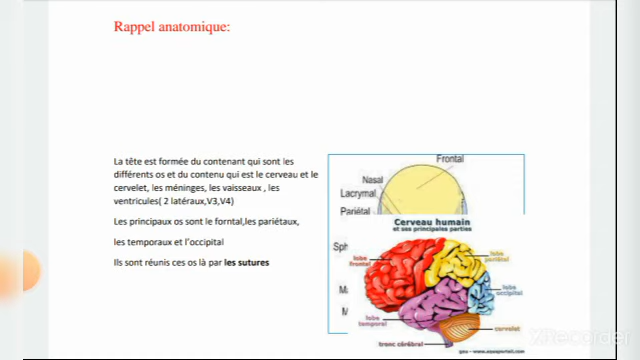 Rappel anatomique:
La tête est formée du contenant qui sont les
différents os et du contenu qui est le cerveau et le
cervelet, les méninges, les vaisseaux , les
ventricules( 2 latéraux,V3,V4)
Les principaux os sont le forntal,les pariétaux,
les temporaux et l'occipital
Ils sont réunis ces os là par les sutures
Frontal
Nasal
Lacrymal
Pariétal
Sph
M
Cerveau humain
et ses principales parties
lobe
frontal
lobe
pariétal
lobe
occipital
lobe
temporal
cervelet
tronc cérébral
XRecorder